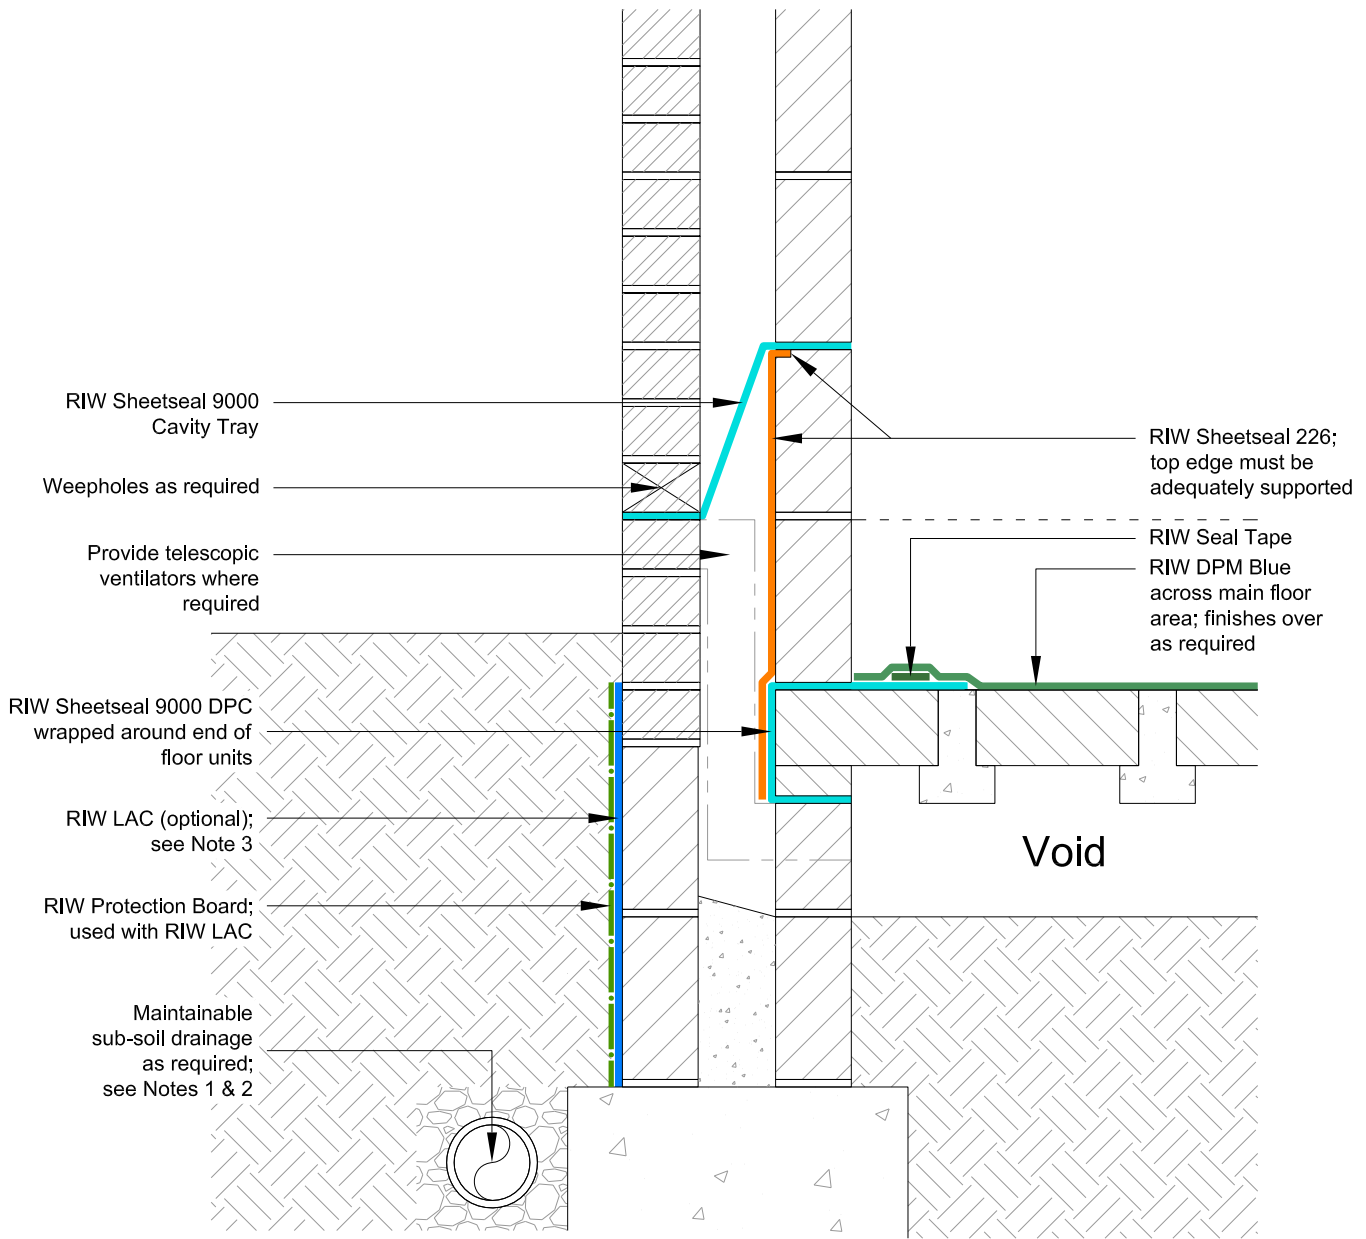 RIW Sheetseal 9000
Cavity Tray
Weepholes as required
Provide telescopic
ventilators where
required
RIW Sheetseal 9000 DPC
wrapped around end of
floor units
RIW LAC (optional);
see Note 3
RIW Protection Board;
used with RIW LAC
Maintainable
sub-soil drainage
as required;
see Notes 1 & 2
RIW Sheetseal 226;
top edge must be
adequately supported
RIW Seal Tape
RIW DPM Blue
across main floor
area; finishes over
as required
Void